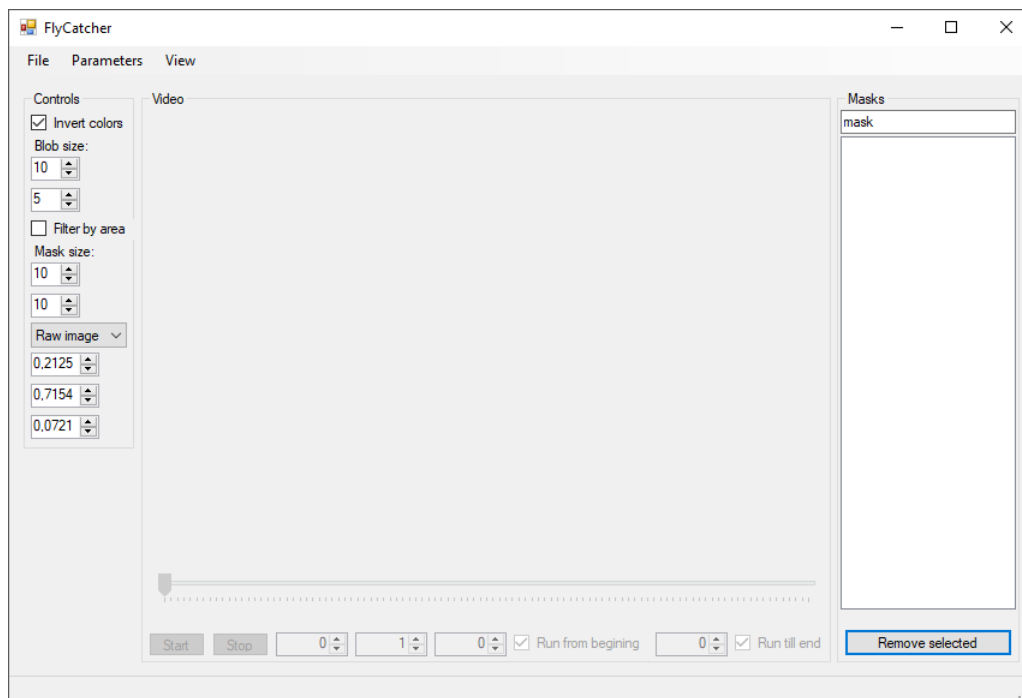 FlyCatcher
File Parameters View
Controls
Invert colors
Blob size:
10
5
Filter by area
Mask size:
10
10
Raw image
0,2125
0,7154
0,0721
Video
Start Stop 0 1 0 Run from begining 0 Run till end
Masks
mask
Remove selected